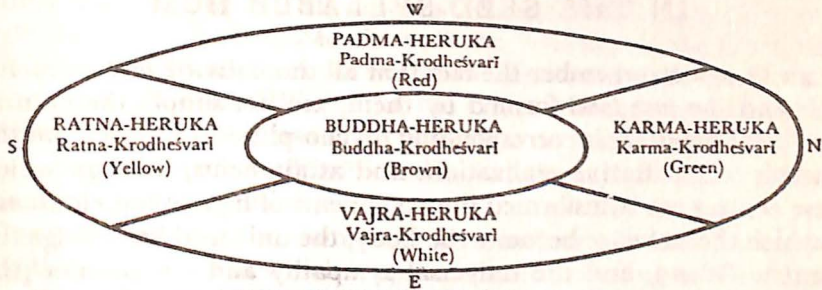 W
PADMA-HERUKA
Padma-Krodheśvarī
(Red)
S
RATNA-HERUKA
Ratna-Krodheśvarī
(Yellow)
BUDDHA-HERUKA
Buddha-Krodheśvarī
(Brown)
KARMA-HERUKA
Karma-Krodheśvarī
(Green)
N
VAJRA-HERUKA
Vajra-Krodheśvarī
(White)
E